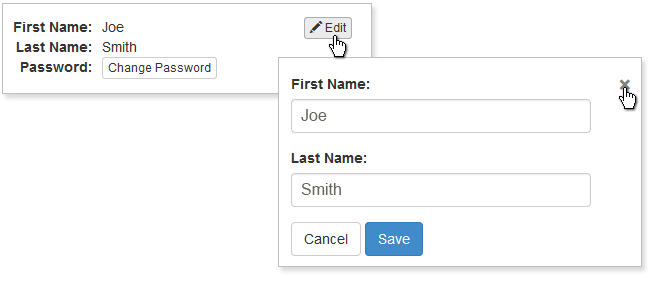 First Name: Joe
Edit
Last Name: Smith
Password: Change Password
First Name:
Joe
Last Name:
Smith
Cancel Save